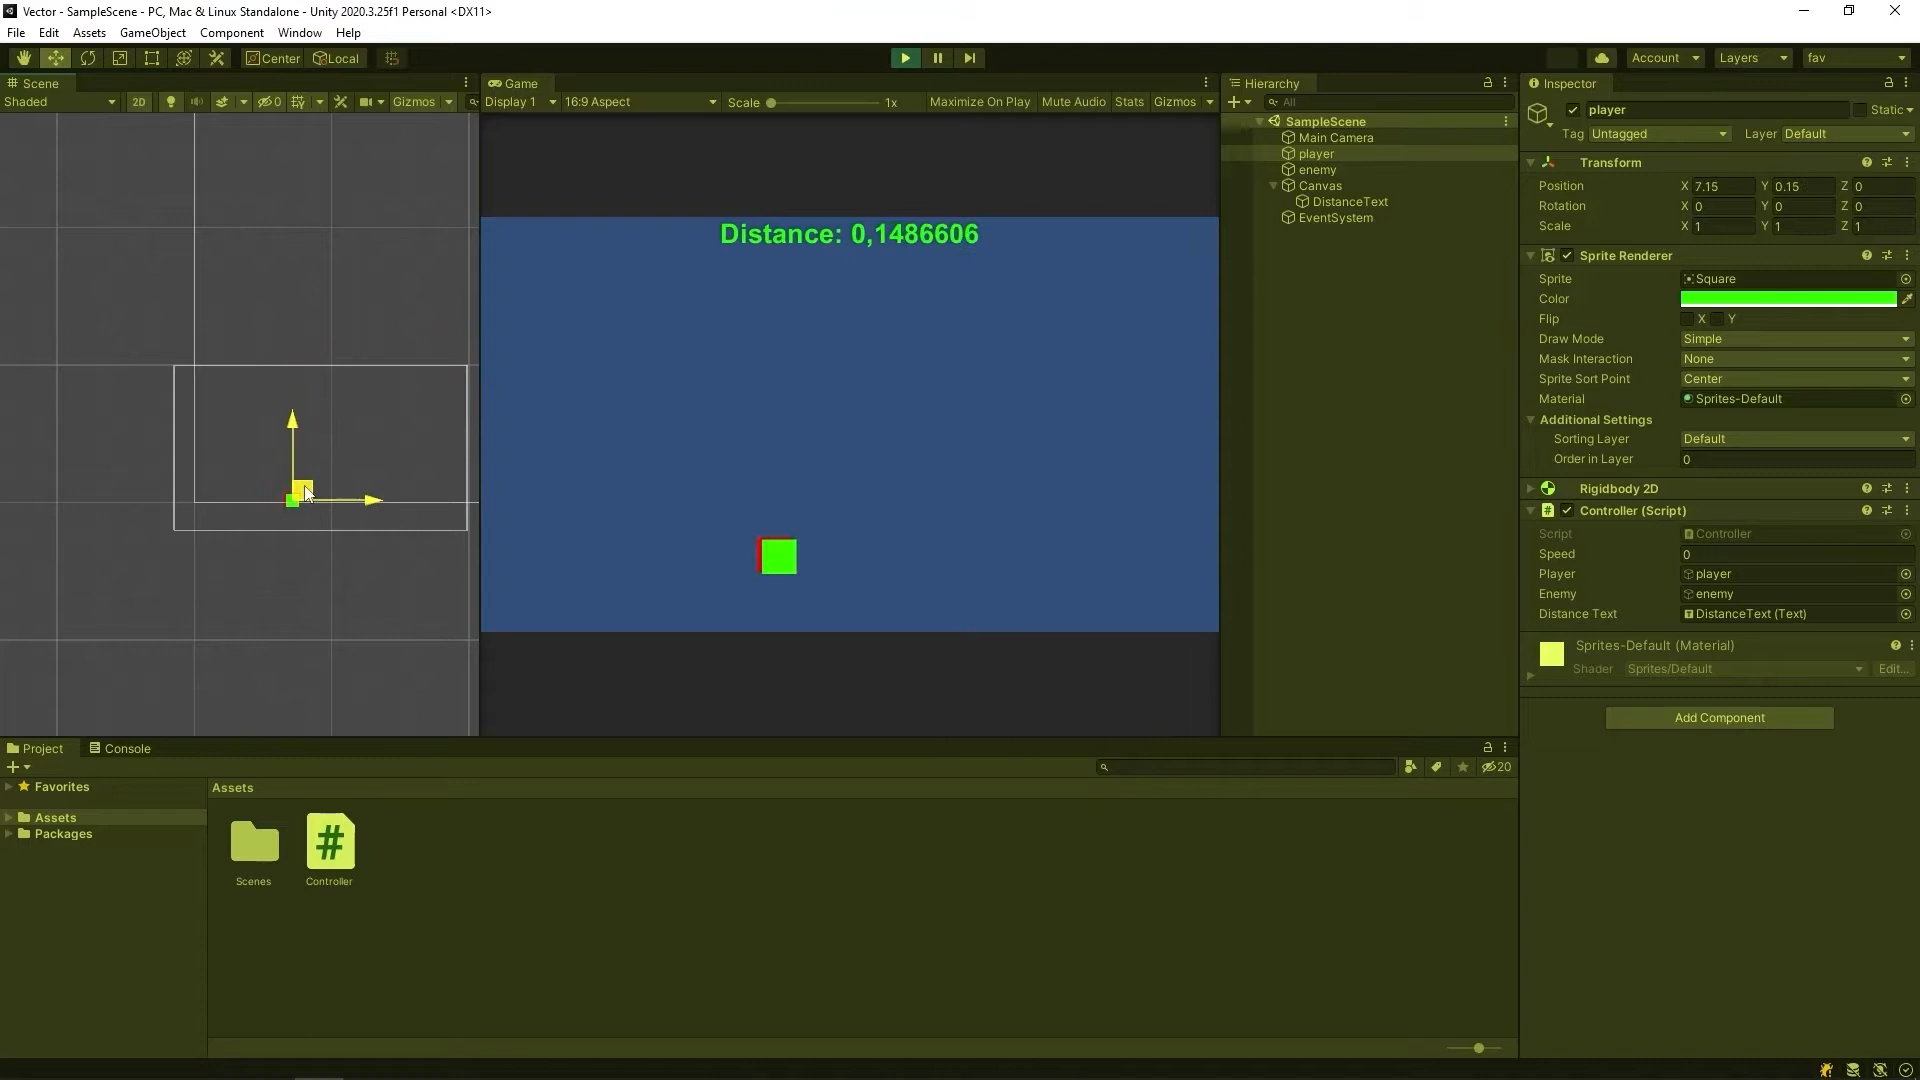 Vector - SampleScene - PC, Mac & Linux Standalone - Unity 2020.3.25f1 Personal <DX11>
File Edit Assets GameObject Component Window Help
Center Local Account Layers fav
Scene
Shaded 2D 0 Gizmos
Game
Display 1 16:9 Aspect Scale 1x Maximize On Play Mute Audio Stats Gizmos
Distance: 0,1486606
Hierarchy
All
SampleScene
Main Camera
player
enemy
Canvas
DistanceText
EventSystem
Inspector
player Static
Tag Untagged Layer Default
Transform
Position X 7.15 Y 0.15 Z 0
Rotation X 0 Y 0 Z 0
Scale X 1 Y 1 Z 1
Sprite Renderer
Sprite Square
Color
Flip X Y
Draw Mode Simple
Mask Interaction None
Sprite Sort Point Center
Material Sprites-Default
Additional Settings
Sorting Layer Default
Order in Layer 0
Rigidbody 2D
# Controller (Script)
Script Controller
Speed 0
Player player
Enemy enemy
Distance Text DistanceText (Text)
Sprites-Default (Material)
Shader Sprites/Default Edit...
Add Component
Project Console
20
Favorites
Assets
Packages
Assets
#
Scenes Controller